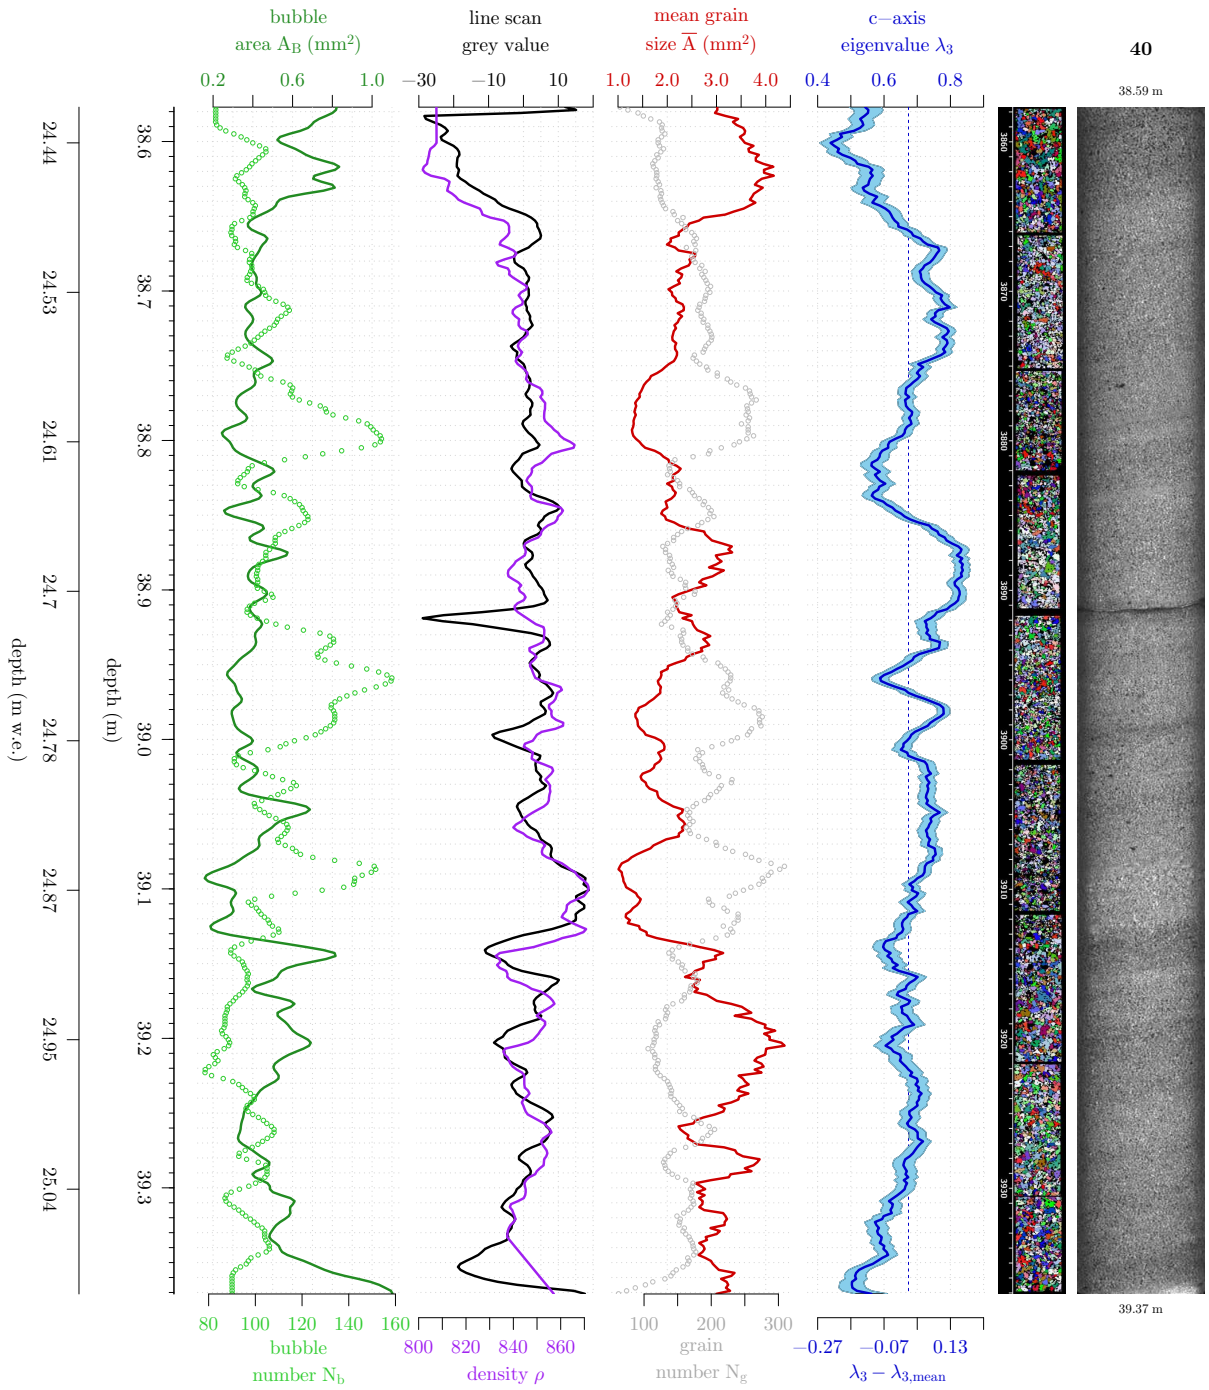 bubble
area A_B (mm²)
line scan
grey value
mean grain
size A̅ (mm²)
c−axis
eigenvalue λ₃
40
0.2 0.6 1.0
−30 −10 10
1.0 2.0 3.0 4.0
0.4 0.6 0.8
38.59 m
24.44
24.53
24.61
24.7
24.78
24.87
24.95
25.04
depth (m w.e.)
38.6
38.7
38.8
38.9
39.0
39.1
39.2
39.3
depth (m)
3860
3870
3880
3890
3900
3910
3920
3930
39.37 m
80 100 120 140 160
bubble
number N_b
800 820 840 860
density ρ
100 200 300
grain
number N_g
−0.27 −0.07 0.13
λ₃ − λ₃,mean